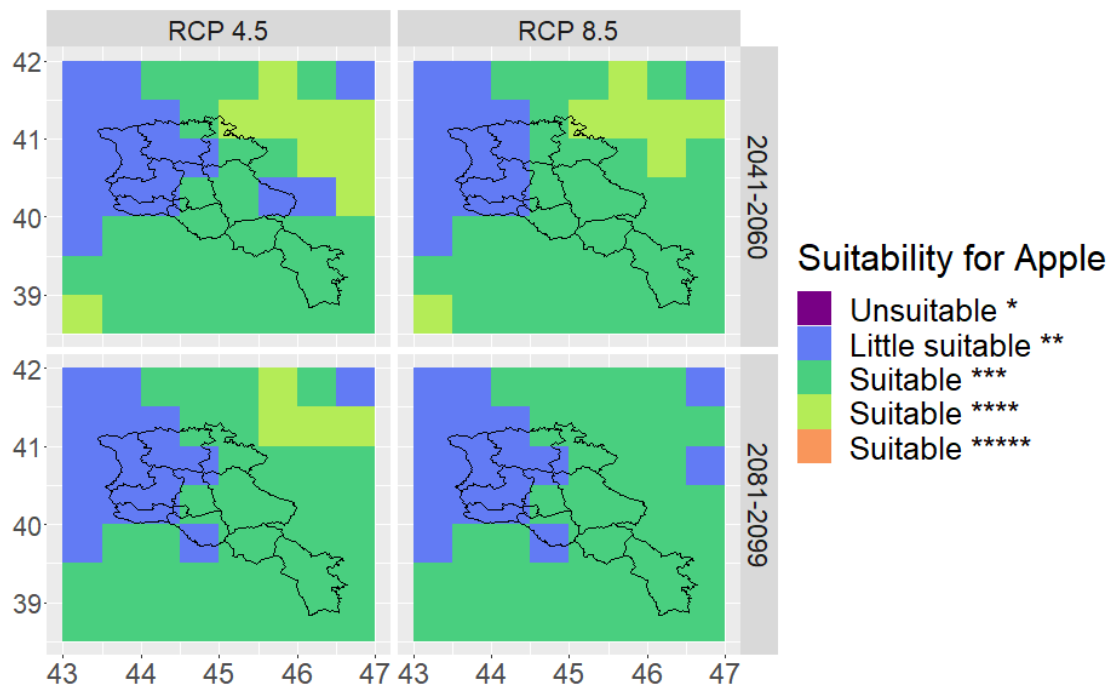 RCP 4.5
RCP 8.5
42
41
40
39
2041-2060
42
41
40
39
2081-2099
43
44
45
46
47
43
44
45
46
47
Suitability for Apple
Unsuitable *
Little suitable **
Suitable ***
Suitable ****
Suitable *****